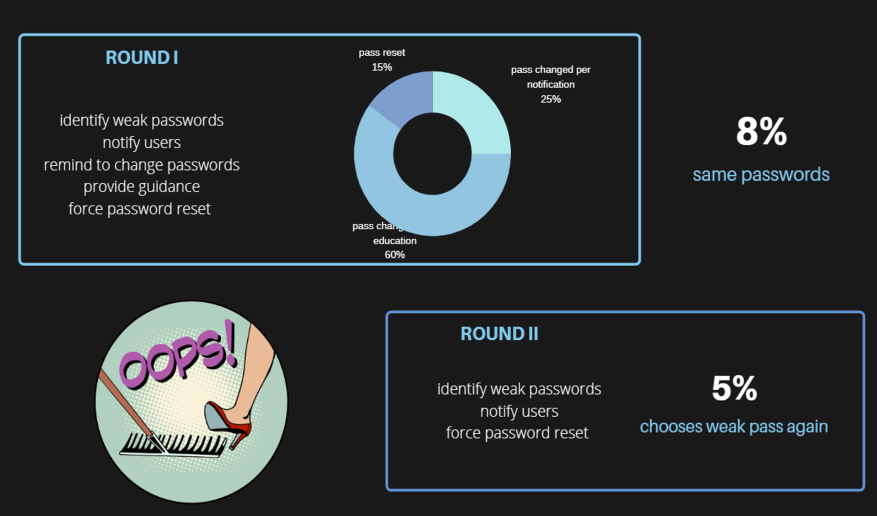 ROUND I
identify weak passwords
notify users
remind to change passwords
provide guidance
force password reset
pass reset
15%
pass changed per
notification
25%
pass chang
education
60%
8%
same passwords
OOPS!
ROUND II
identify weak passwords
notify users
force password reset
5%
chooses weak pass again